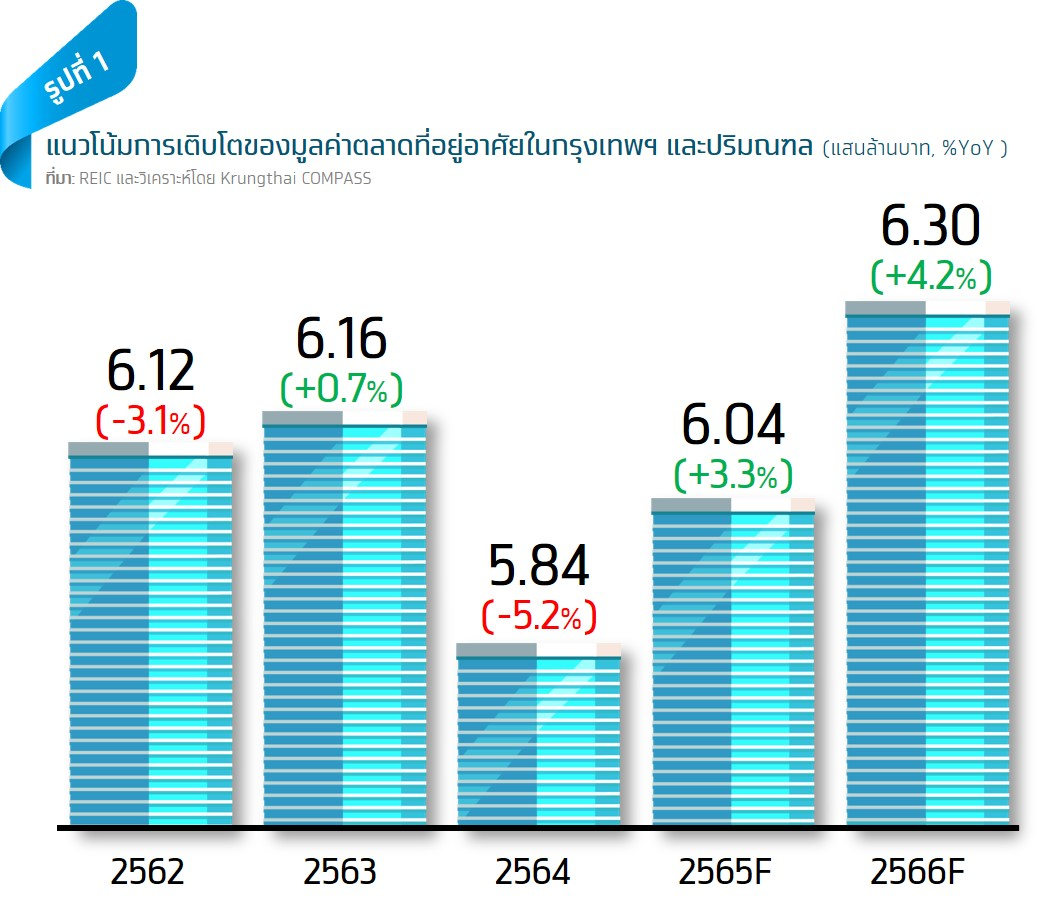 รูปที่ 1
แนวโน้มการเติบโตของมูลค่าตลาดที่อยู่อาศัยในกรุงเทพฯ และปริมณฑล (แสนล้านบาท, %YoY )
ที่มา: REIC และวิเคราะห์โดย Krungthai COMPASS
6.12
(-3.1%)
6.16
(+0.7%)
5.84
(-5.2%)
6.04
(+3.3%)
6.30
(+4.2%)
2562 2563 2564 2565F 2566F